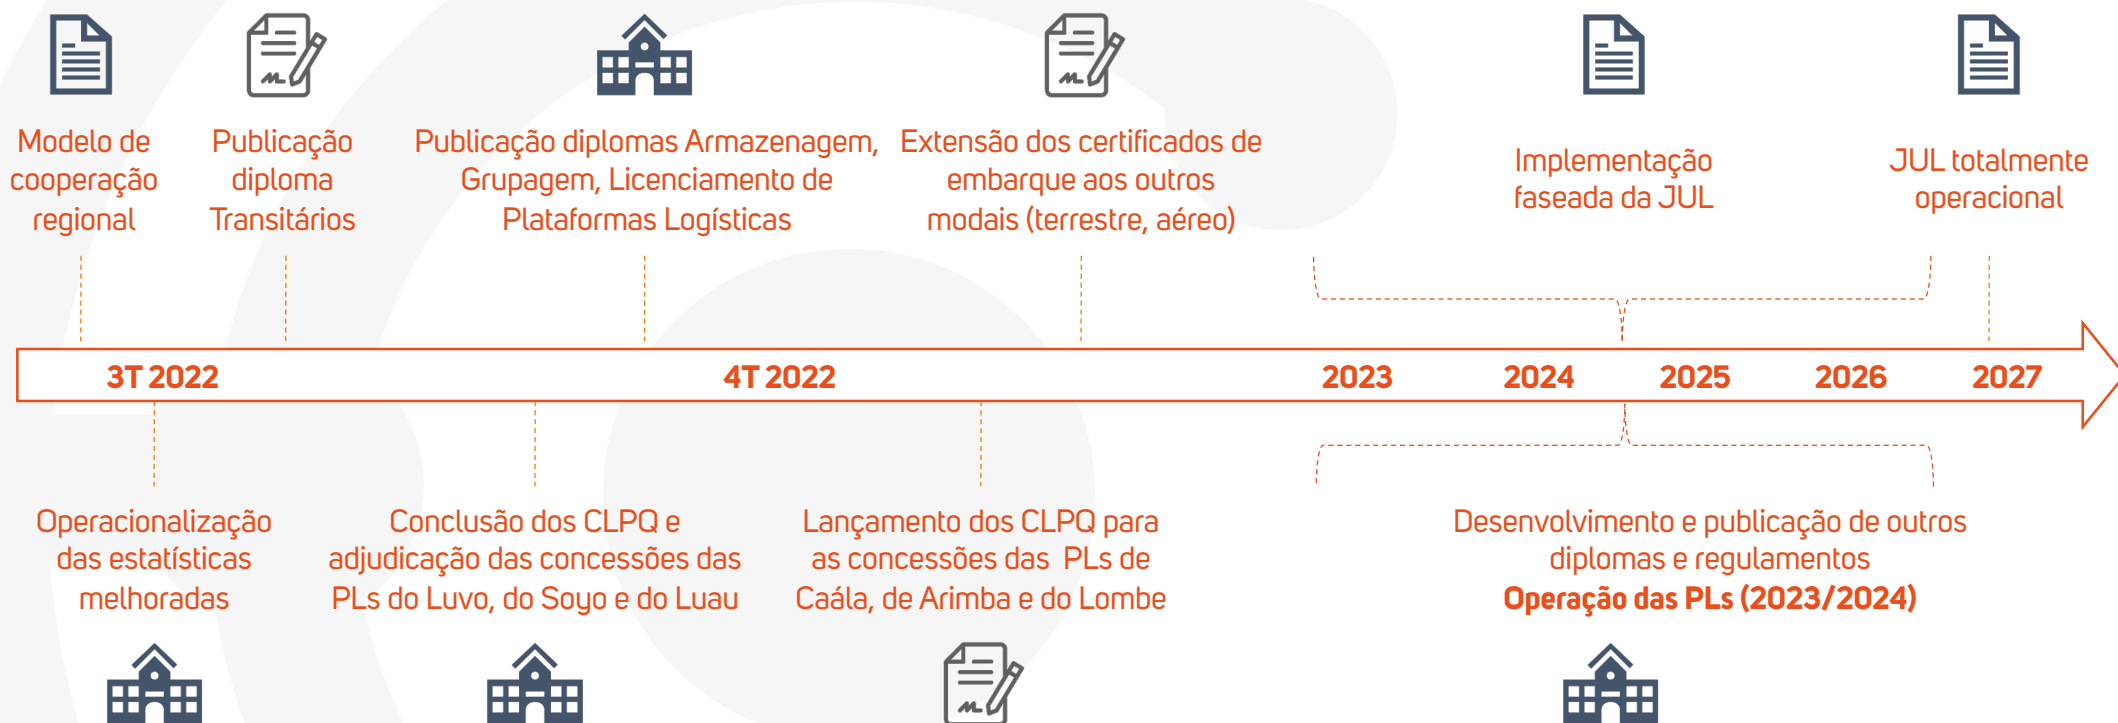 Modelo de
cooperação
regional
Publicação
diploma
Transitários
Publicação diplomas Armazenagem,
Grupagem, Licenciamento de
Plataformas Logísticas
Extensão dos certificados de
embarque aos outros
modais (terrestre, aéreo)
Implementação
faseada da JUL
JUL totalmente
operacional
3T 2022
4T 2022
2023
2024
2025
2026
2027
Operacionalização
das estatísticas
melhoradas
Conclusão dos CLPQ e
adjudicação das concessões das
PLs do Luvo, do Soyo e do Luau
Lançamento dos CLPQ para
as concessões das PLs de
Caála, de Arimba e do Lombe
Desenvolvimento e publicação de outros
diplomas e regulamentos
Operação das PLs (2023/2024)